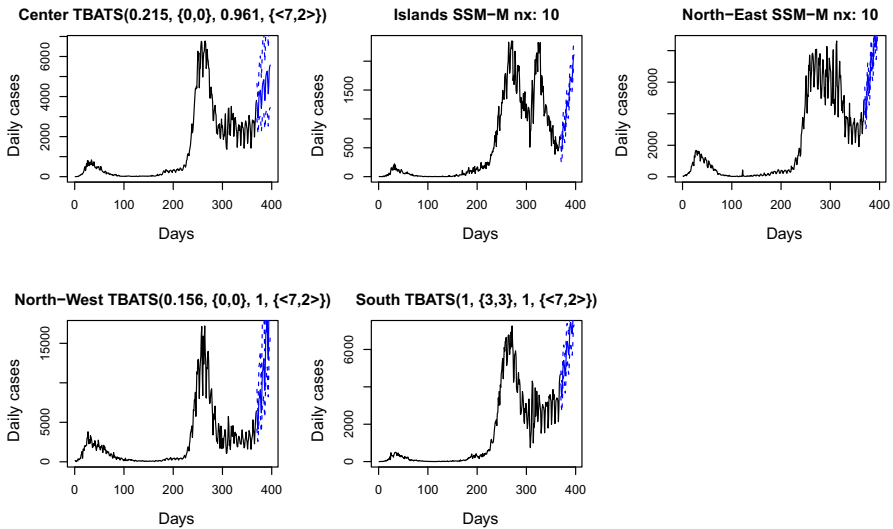 Center TBATS(0.215, {0,0}, 0.961, {<7,2>})
Daily cases
0 2000 4000 6000
0 100 200 300 400
Days
Islands SSM−M nx: 10
Daily cases
0 500 1500
0 100 200 300 400
Days
North−East SSM−M nx: 10
Daily cases
0 2000 6000
0 100 200 300 400
Days
North−West TBATS(0.156, {0,0}, 1, {<7,2>})
Daily cases
0 5000 15000
0 100 200 300 400
Days
South TBATS(1, {3,3}, 1, {<7,2>})
Daily cases
0 2000 6000
0 100 200 300 400
Days